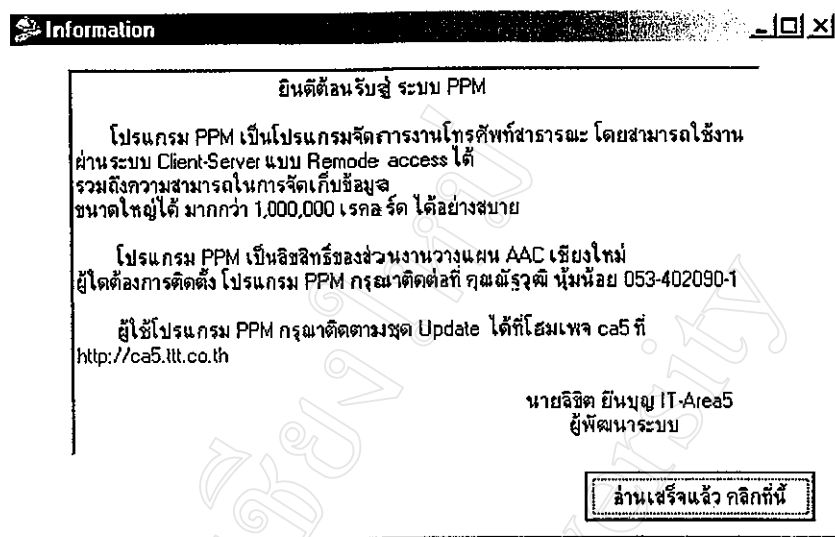 Information
ยินดีต้อนรับสู่ ระบบ PPM
โปรแกรม PPM เป็นโปรแกรมจัดการงานโทรศัพท์สาธารณะ โดยสามารถใช้งาน
ผ่านระบบ Client-Server แบบ Remode access ได้
รวมถึงความสามารถในการจัดเก็บข้อมูล
ขนาดใหญ่ได้ มากกว่า 1,000,000 เรคอร์ด ได้อย่างสบาย
โปรแกรม PPM เป็นลิขสิทธิ์ของส่วนงานวางแผน AAC เชียงใหม่
ผู้ใดต้องการติดตั้ง โปรแกรม PPM กรุณาติดต่อที่ คุณณัฐวุฒิ นุ้มน้อย 053-402090-1
ผู้ใช้โปรแกรม PPM กรุณาติดตามชุด Update ได้ที่โฮมเพจ ca5 ที่
http://ca5.ttt.co.th
นายลิขิต ยืนบุญ IT-Area5
ผู้พัฒนาระบบ
อ่านเสร็จแล้ว คลิกที่นี้